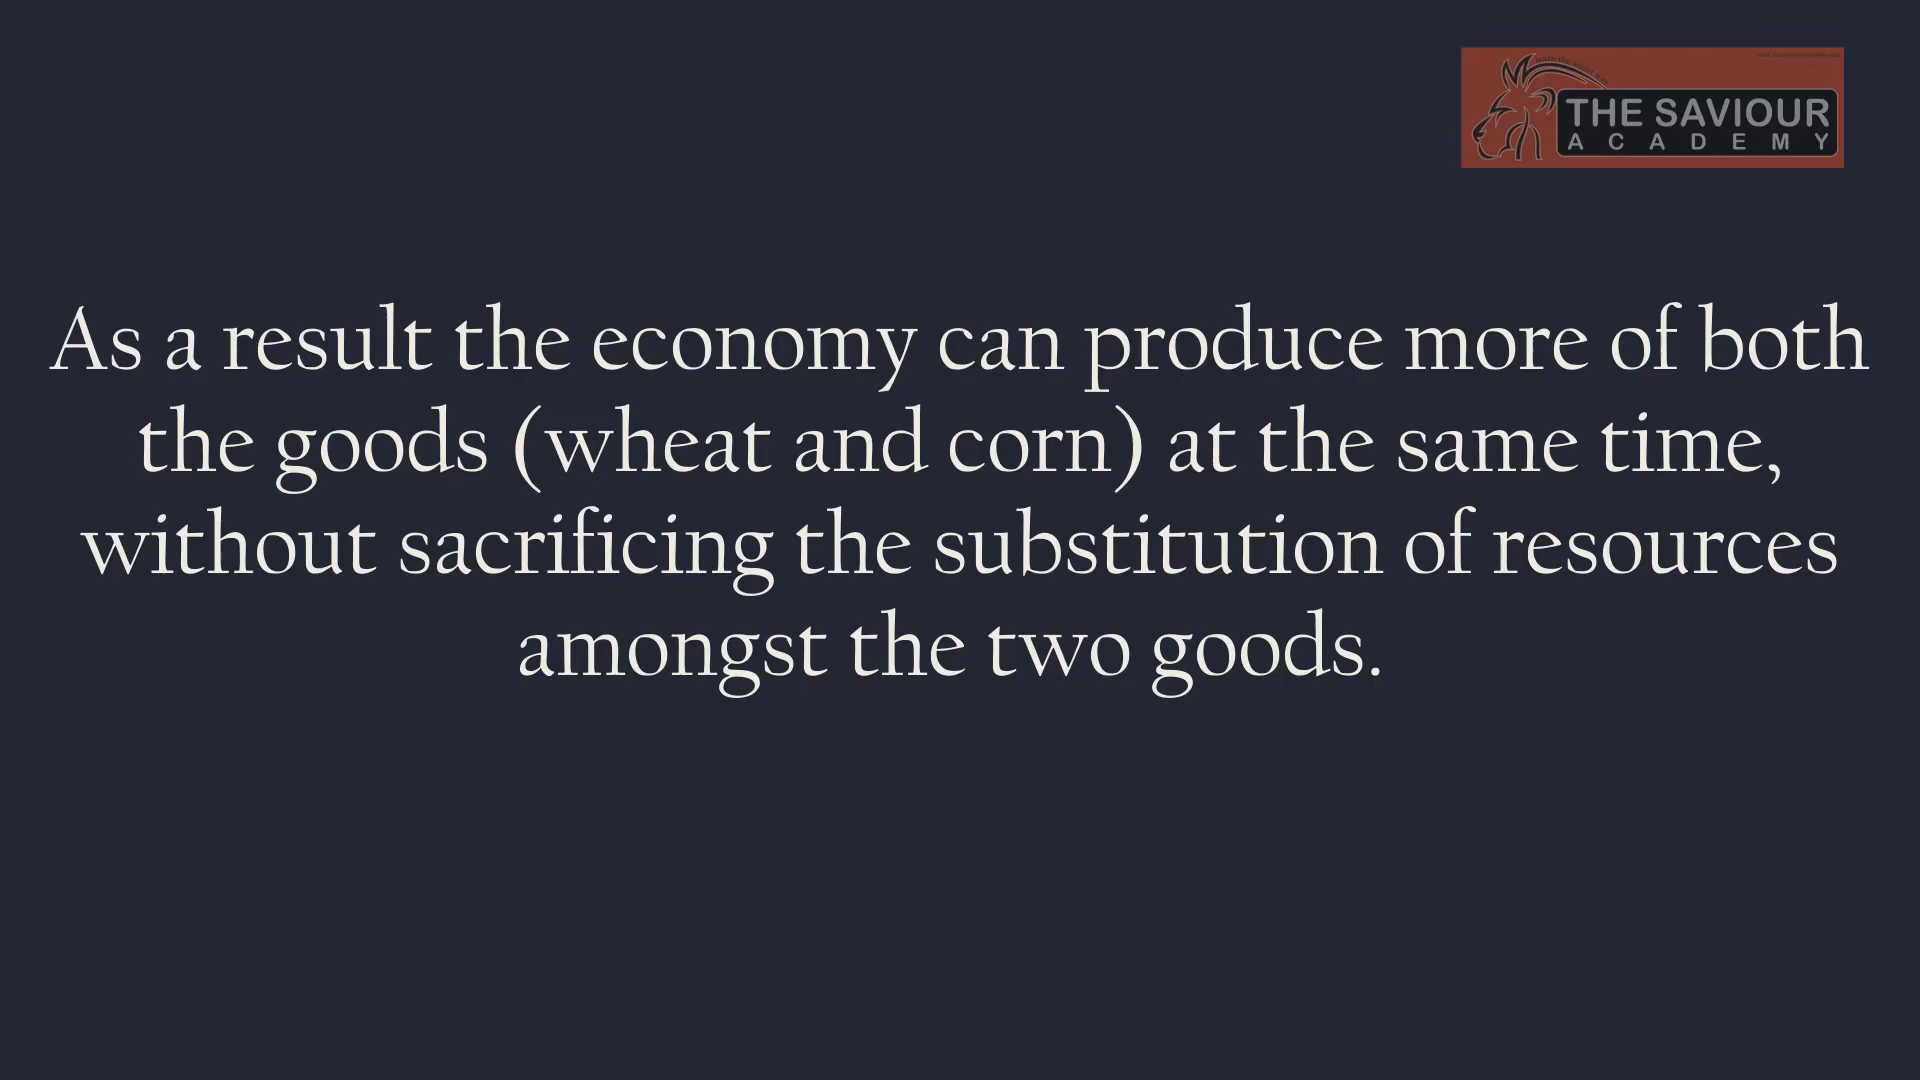 THE SAVIOUR
ACADEMY
As a result the economy can produce more of both
the goods (wheat and corn) at the same time,
without sacrificing the substitution of resources
amongst the two goods.